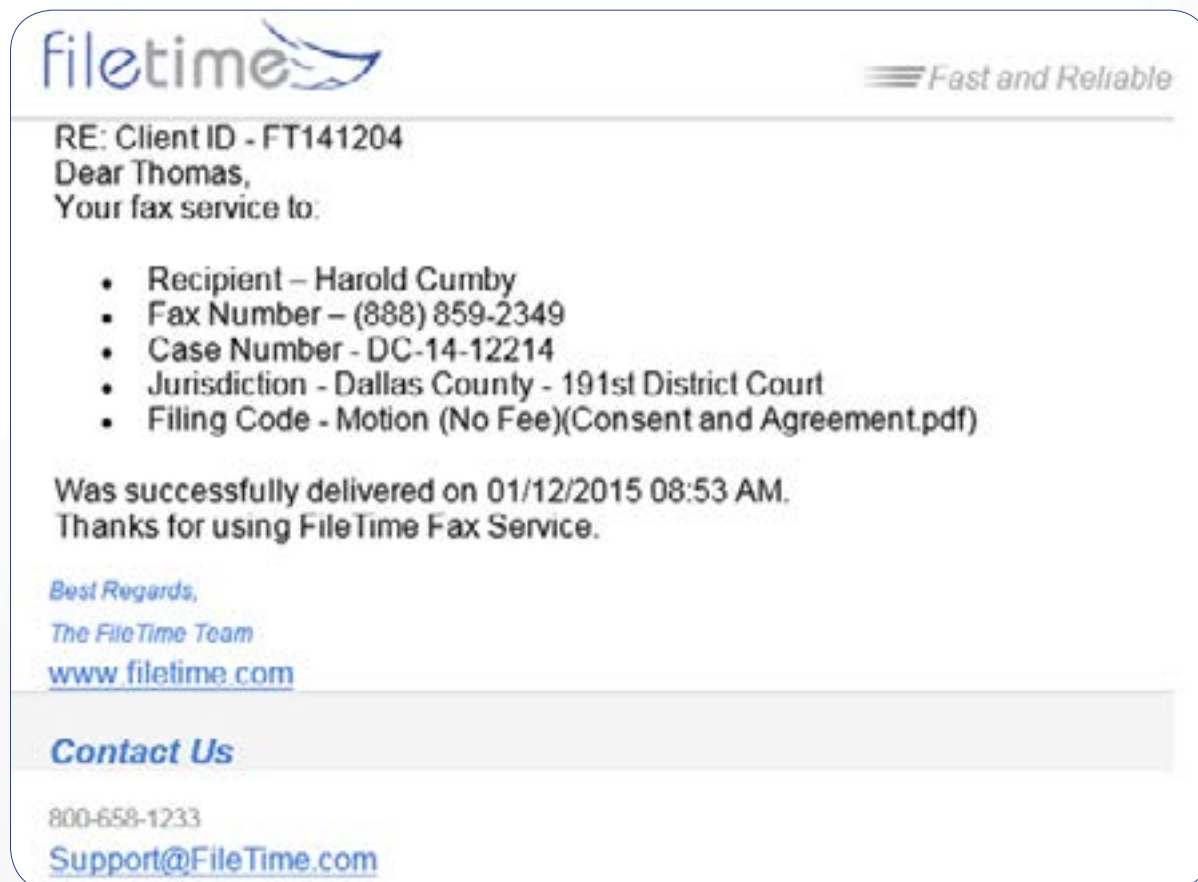 filetime
Fast and Reliable
RE: Client ID - FT141204
Dear Thomas,
Your fax service to:
• Recipient – Harold Cumby
• Fax Number – (888) 859-2349
• Case Number - DC-14-12214
• Jurisdiction - Dallas County - 191st District Court
• Filing Code - Motion (No Fee)(Consent and Agreement.pdf)
Was successfully delivered on 01/12/2015 08:53 AM.
Thanks for using FileTime Fax Service.
Best Regards,
The FileTime Team
www.filetime.com
Contact Us
800-658-1233
Support@FileTime.com